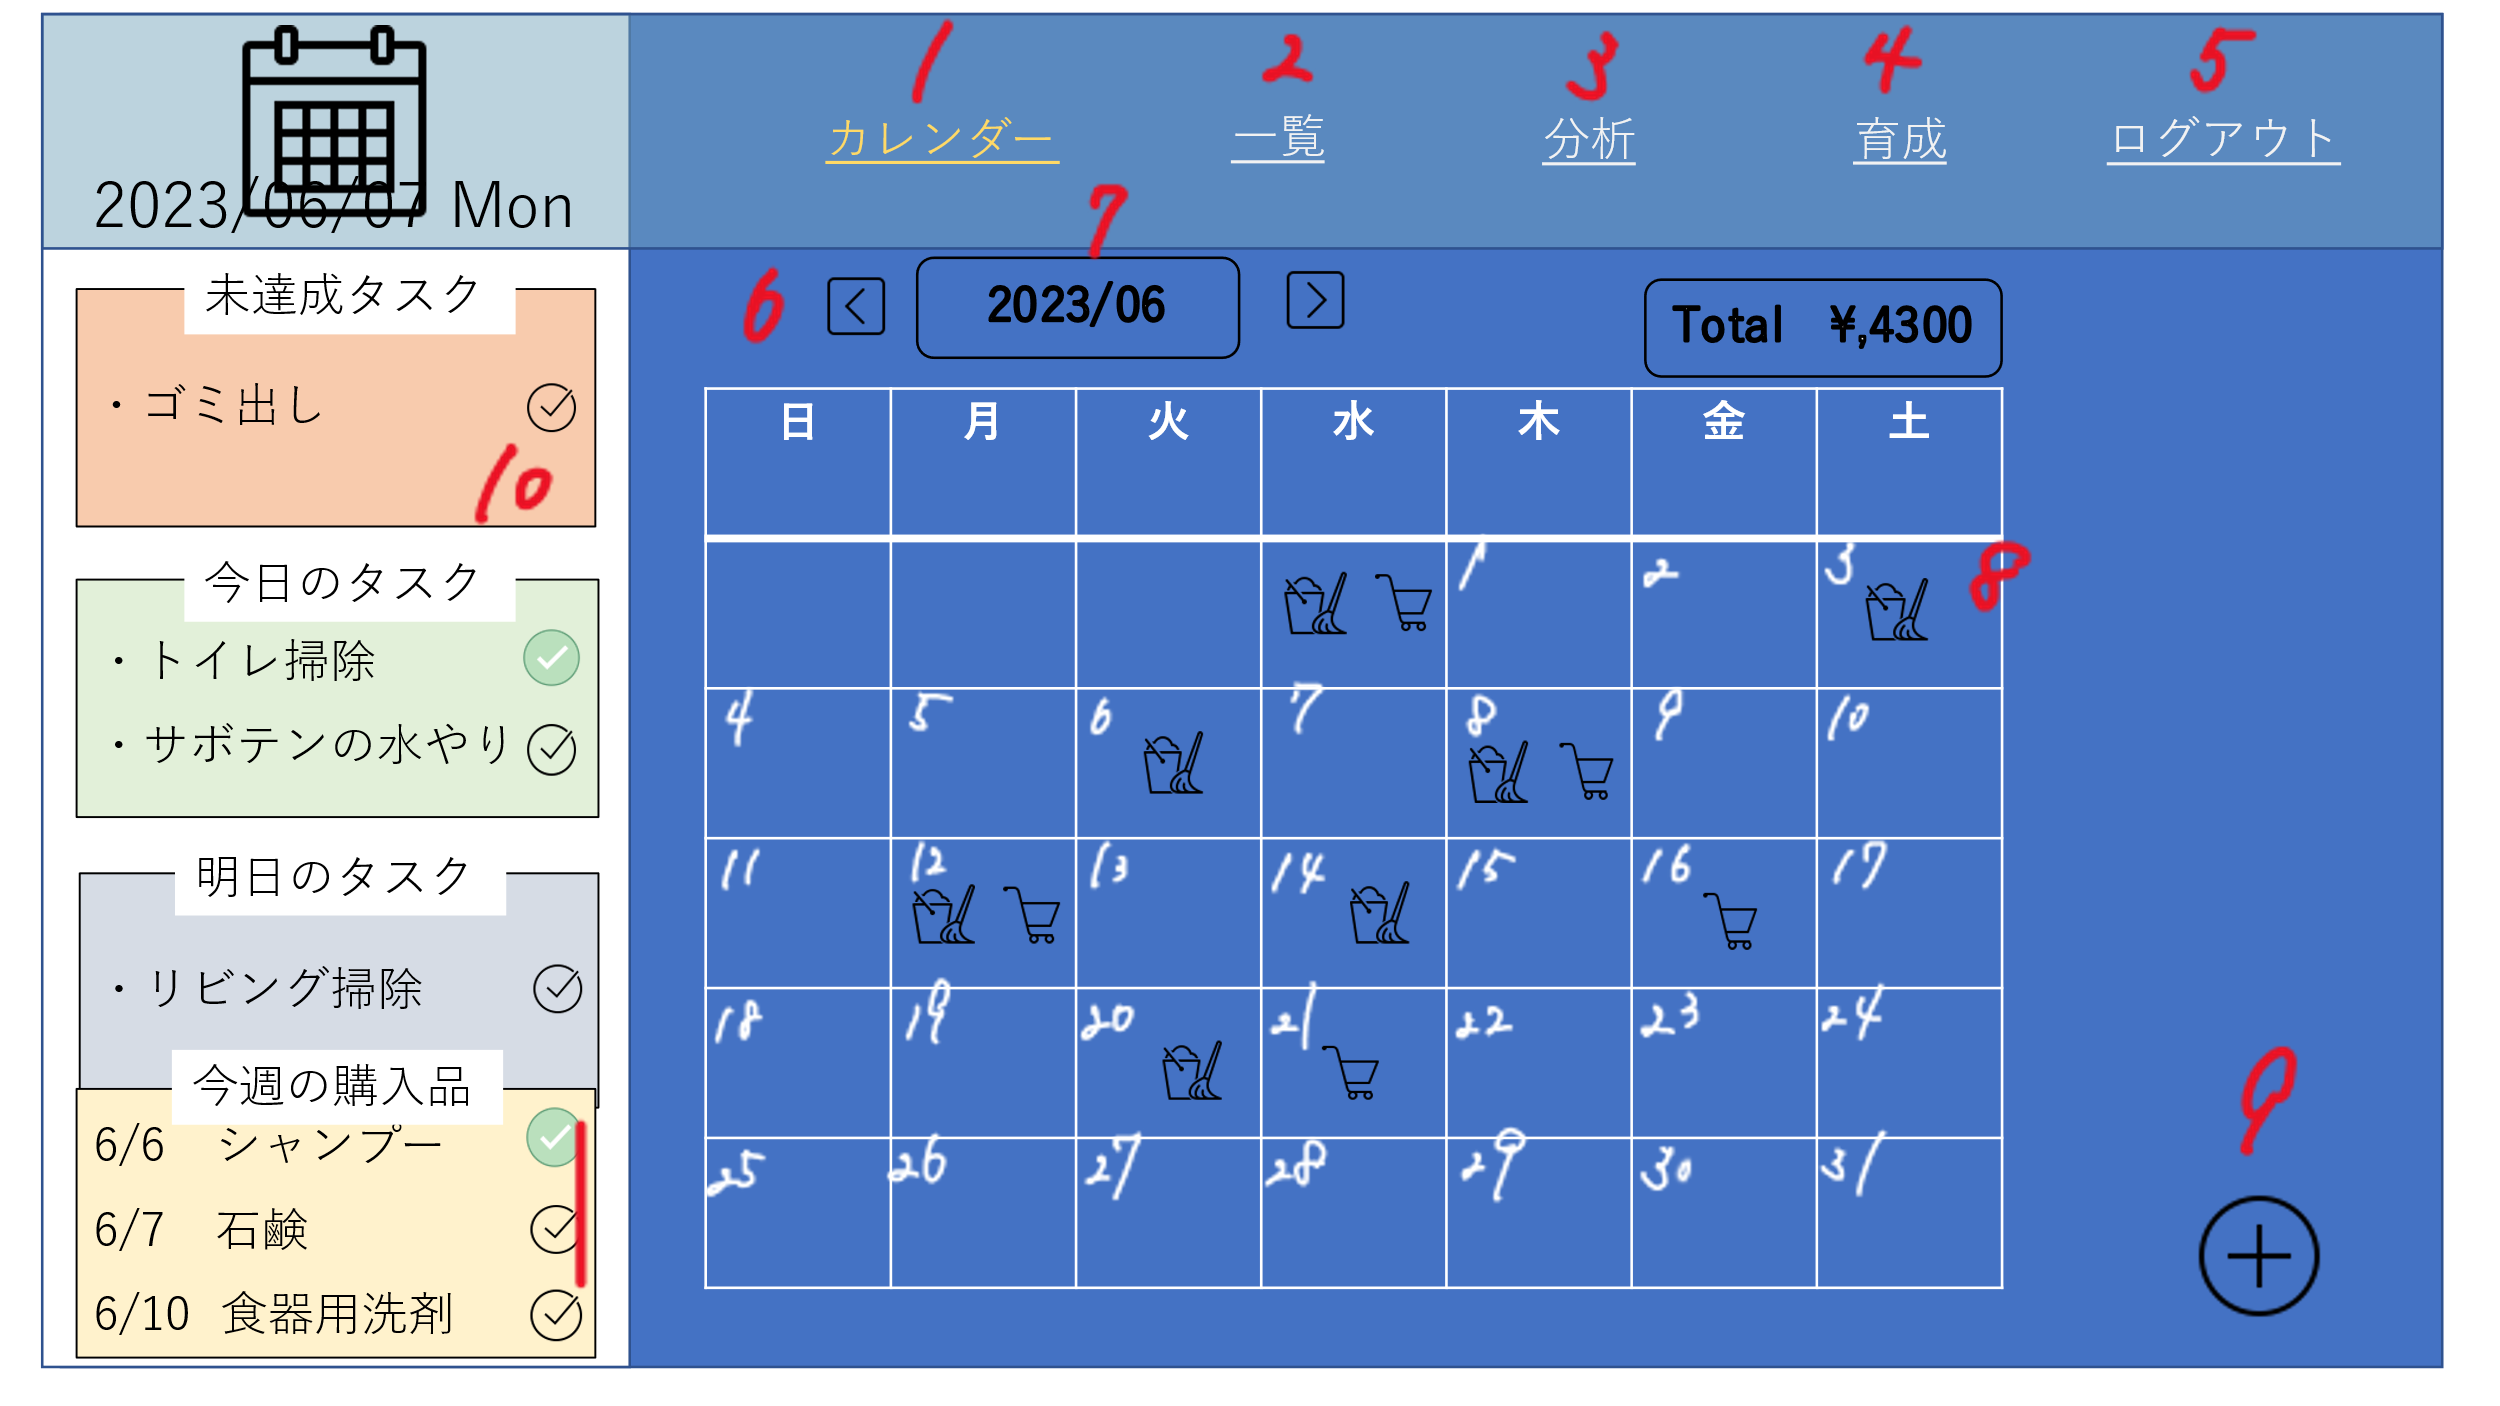 1 2 3 4 5
カレンダー 一覧 分析 育成 ログアウト
2023/06/07 Mon
7
6 < 2023/06 > Total ¥,4300
未達成タスク
・ゴミ出し
10
今日のタスク
・トイレ掃除
・サボテンの水やり
明日のタスク
・リビング掃除
今週の購入品
6/6 シャンプー
6/7 石鹸
6/10 食器用洗剤
日 月 火 水 木 金 土
1 2 3 8
4 5 6 7 8 9 10
11 12 13 14 15 16 17
18 19 20 21 22 23 24
25 26 27 28 29 30 31
9
+